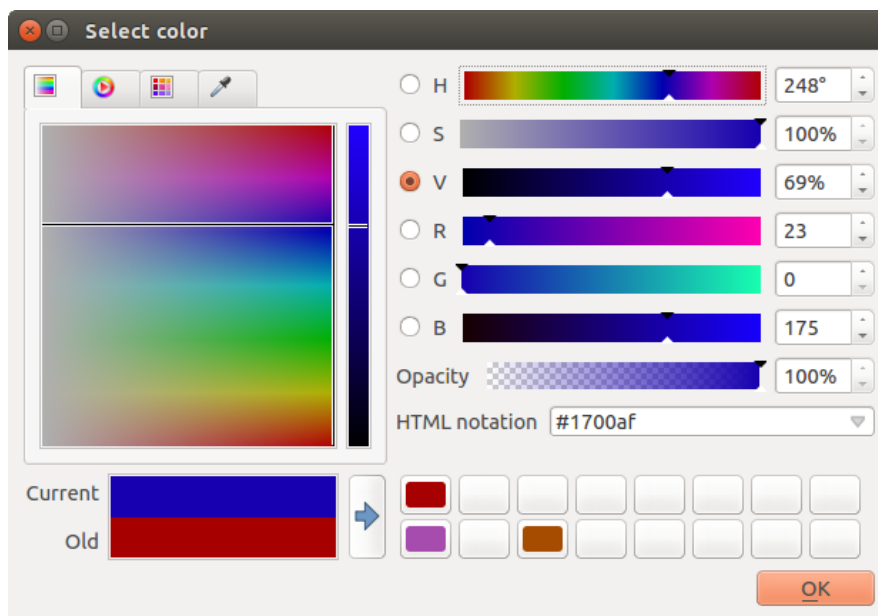 Select color
H 248°
S 100%
V 69%
R 23
G 0
B 175
Opacity 100%
HTML notation #1700af
Current
Old
OK